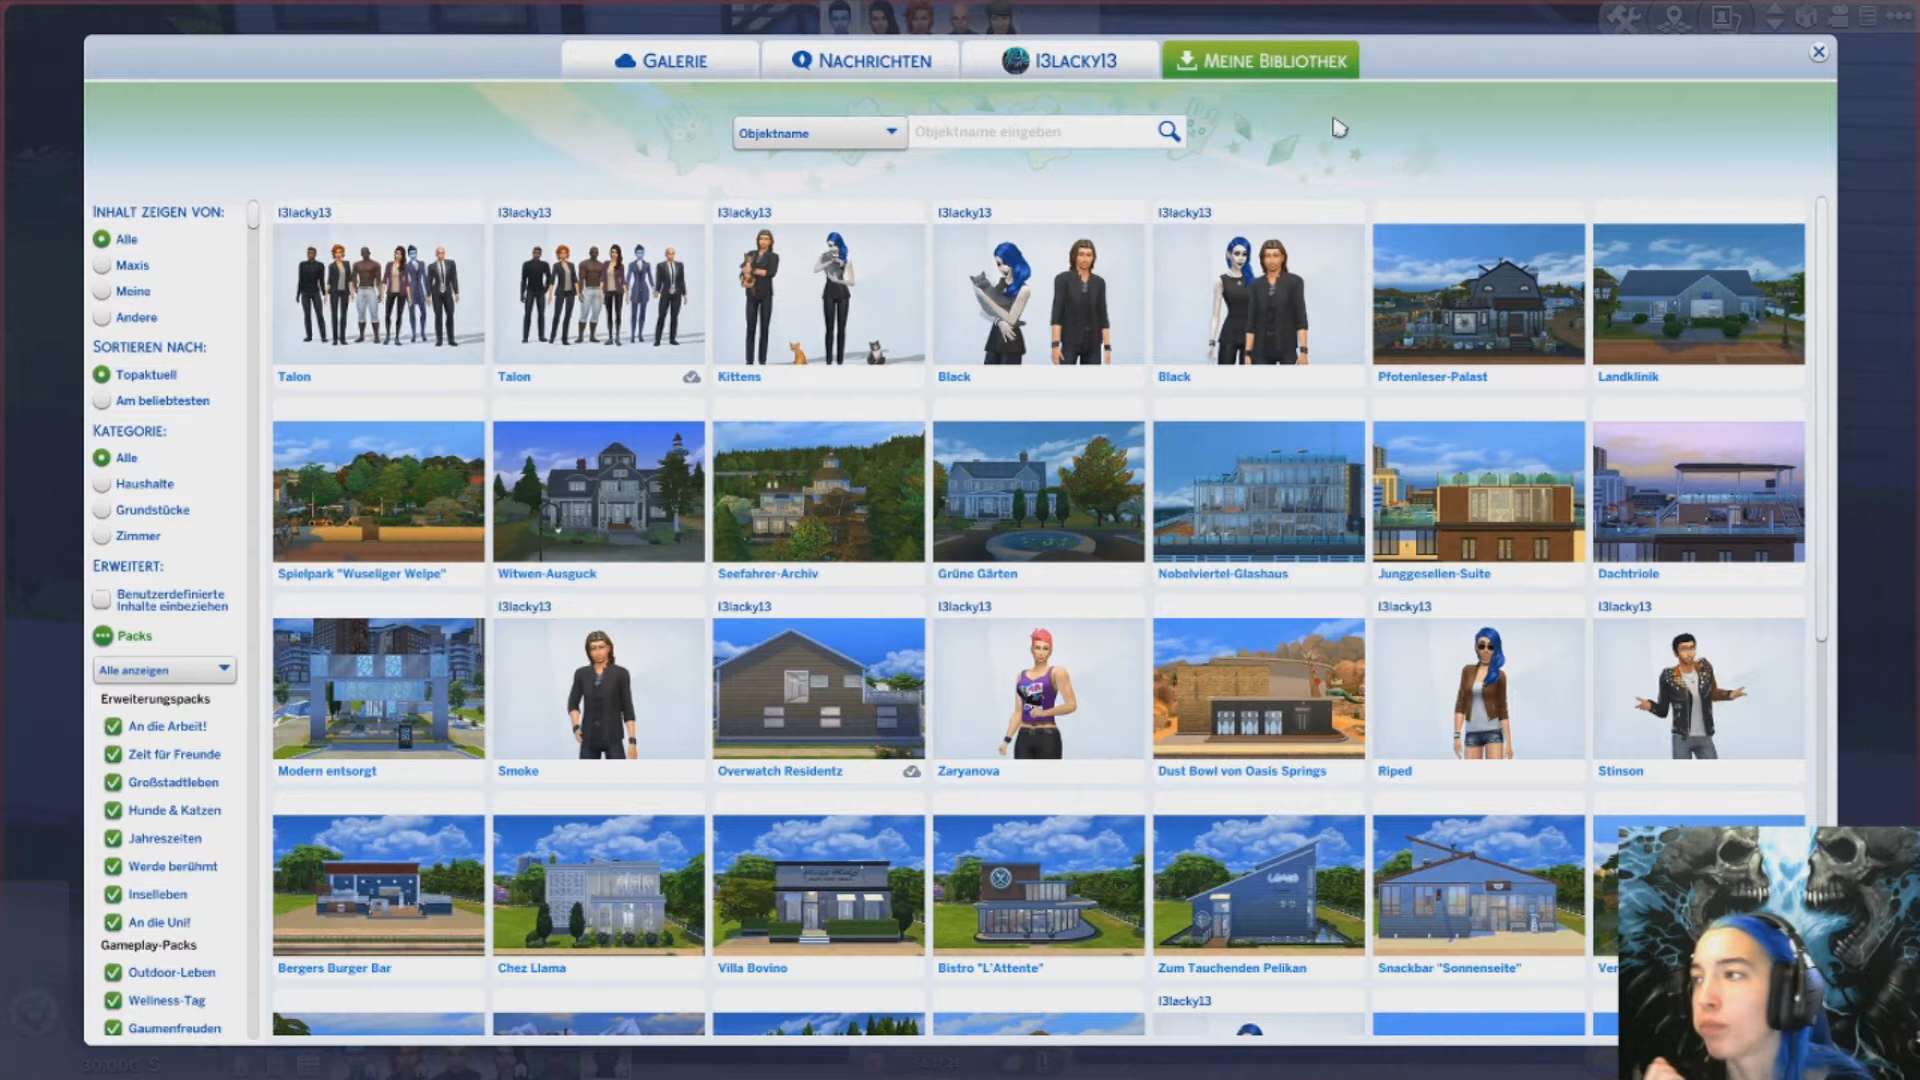 GALERIE
NACHRICHTEN
I3LACKY13
MEINE BIBLIOTHEK
Objektname
Objektname eingeben
INHALT ZEIGEN VON:
Alle
Maxis
Meine
Andere
SORTIEREN NACH:
Topaktuell
Am beliebtesten
KATEGORIE:
Alle
Haushalte
Grundstücke
Zimmer
ERWEITERT:
Benutzerdefinierte
Inhalte einbeziehen
Packs
Alle anzeigen
Erweiterungspacks
An die Arbeit!
Zeit für Freunde
Großstadtleben
Hunde & Katzen
Jahreszeiten
Werde berühmt
Inselleben
An die Uni!
Gameplay-Packs
Outdoor-Leben
Wellness-Tag
Gaumenfreuden
I3lacky13 I3lacky13 I3lacky13 I3lacky13 I3lacky13
Talon Talon Kittens Black Black Pfotenleser-Palast Landklinik
Spielpark "Wuseliger Welpe" Witwen-Ausguck Seefahrer-Archiv Grüne Gärten Nobelviertel-Glashaus Junggesellen-Suite Dachtriole
I3lacky13 I3lacky13 I3lacky13 I3lacky13 I3lacky13
Modern entsorgt Smoke Overwatch Residentz Zaryanova Dust Bowl von Oasis Springs Riped Stinson
Bergers Burger Bar Chez Llama Villa Bovino Bistro "L'Attente" Zum Tauchenden Pelikan Snackbar "Sonnenseite"
I3lacky13
30.000 $